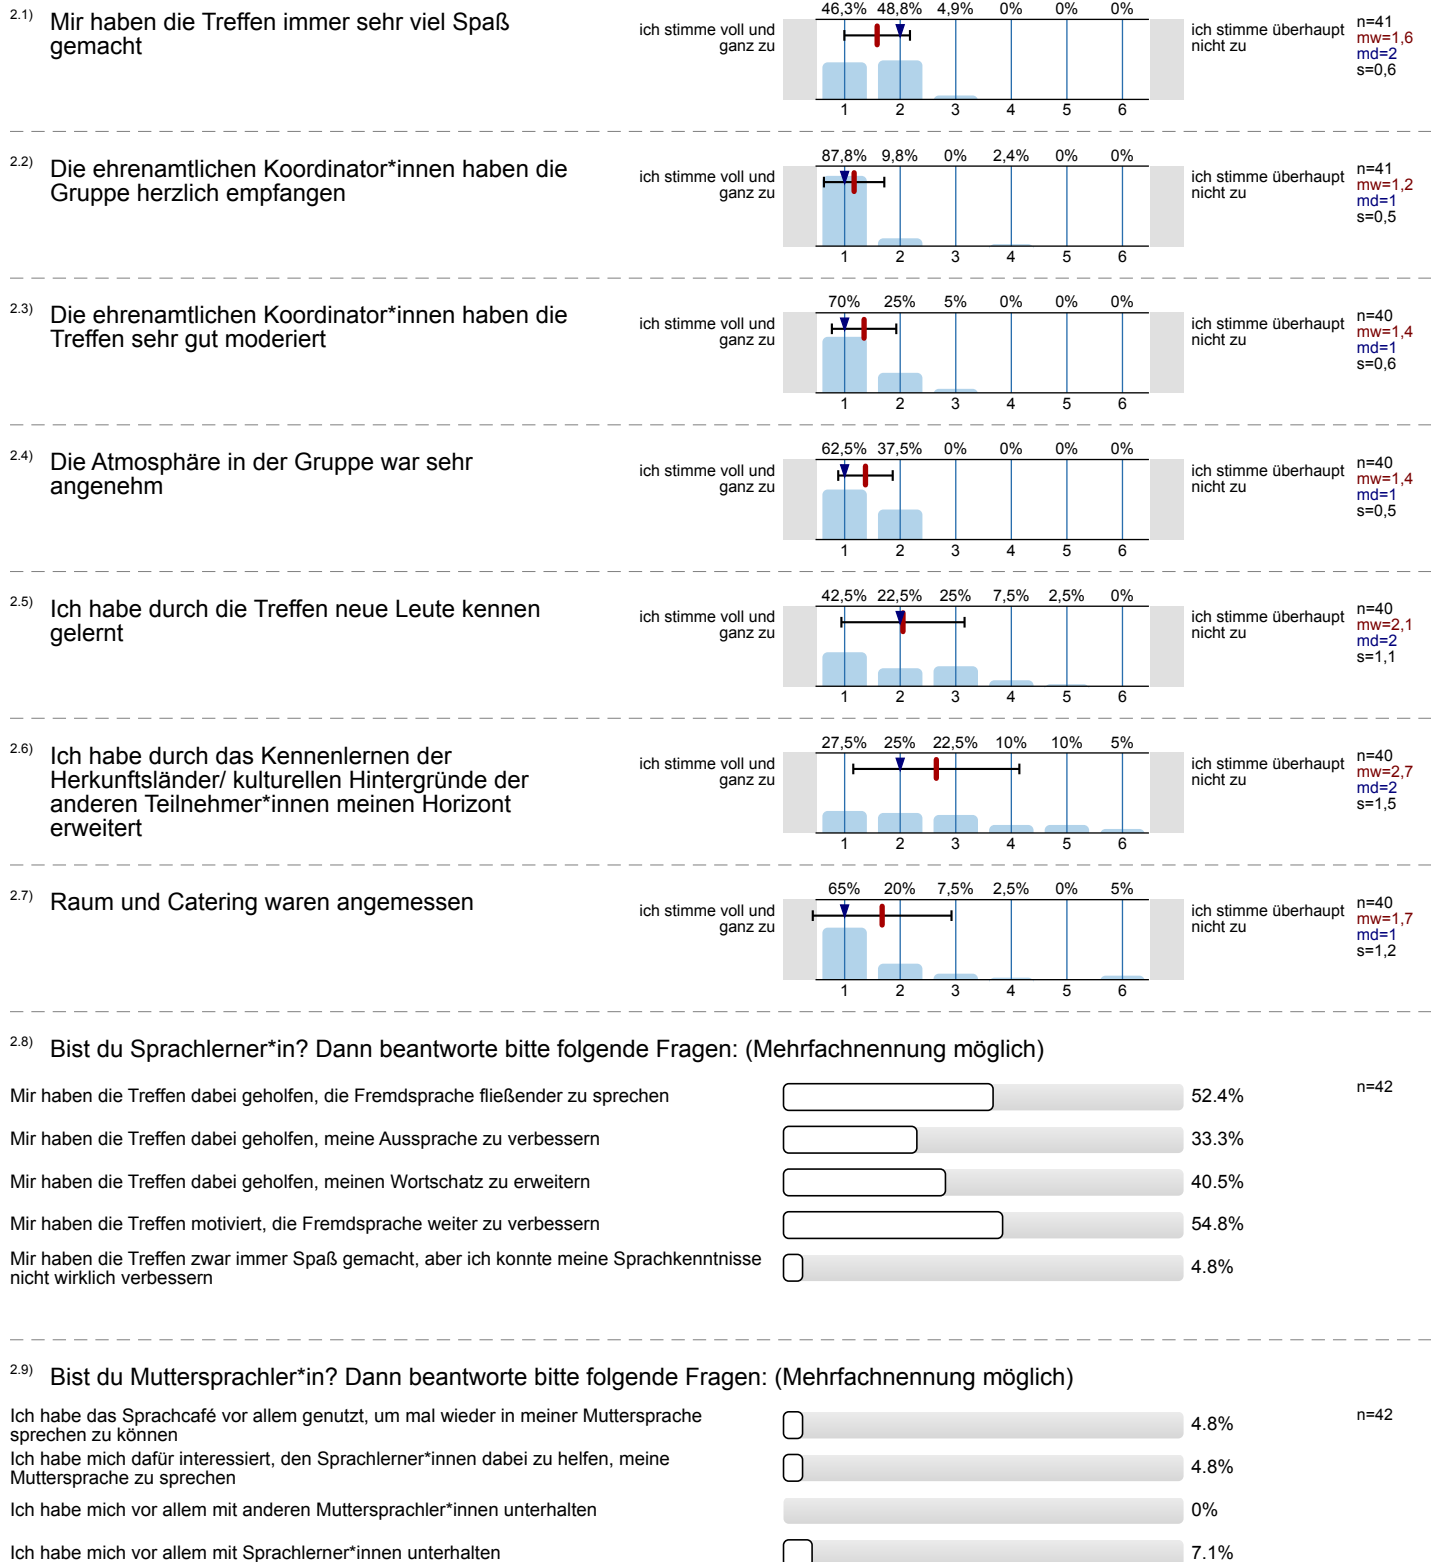 2.1) Mir haben die Treffen immer sehr viel Spaß
gemacht
ich stimme voll und
ganz zu
46,3% 48,8% 4,9% 0% 0% 0%
1 2 3 4 5 6
ich stimme überhaupt
nicht zu
n=41
mw=1,6
md=2
s=0,6
2.2) Die ehrenamtlichen Koordinator*innen haben die
Gruppe herzlich empfangen
ich stimme voll und
ganz zu
87,8% 9,8% 0% 2,4% 0% 0%
1 2 3 4 5 6
ich stimme überhaupt
nicht zu
n=41
mw=1,2
md=1
s=0,5
2.3) Die ehrenamtlichen Koordinator*innen haben die
Treffen sehr gut moderiert
ich stimme voll und
ganz zu
70% 25% 5% 0% 0% 0%
1 2 3 4 5 6
ich stimme überhaupt
nicht zu
n=40
mw=1,4
md=1
s=0,6
2.4) Die Atmosphäre in der Gruppe war sehr
angenehm
ich stimme voll und
ganz zu
62,5% 37,5% 0% 0% 0% 0%
1 2 3 4 5 6
ich stimme überhaupt
nicht zu
n=40
mw=1,4
md=1
s=0,5
2.5) Ich habe durch die Treffen neue Leute kennen
gelernt
ich stimme voll und
ganz zu
42,5% 22,5% 25% 7,5% 2,5% 0%
1 2 3 4 5 6
ich stimme überhaupt
nicht zu
n=40
mw=2,1
md=2
s=1,1
2.6) Ich habe durch das Kennenlernen der
Herkunftsländer/ kulturellen Hintergründe der
anderen Teilnehmer*innen meinen Horizont
erweitert
ich stimme voll und
ganz zu
27,5% 25% 22,5% 10% 10% 5%
1 2 3 4 5 6
ich stimme überhaupt
nicht zu
n=40
mw=2,7
md=2
s=1,5
2.7) Raum und Catering waren angemessen
ich stimme voll und
ganz zu
65% 20% 7,5% 2,5% 0% 5%
1 2 3 4 5 6
ich stimme überhaupt
nicht zu
n=40
mw=1,7
md=1
s=1,2
2.8) Bist du Sprachlerner*in? Dann beantworte bitte folgende Fragen: (Mehrfachnennung möglich)
Mir haben die Treffen dabei geholfen, die Fremdsprache fließender zu sprechen 52.4% n=42
Mir haben die Treffen dabei geholfen, meine Aussprache zu verbessern 33.3%
Mir haben die Treffen dabei geholfen, meinen Wortschatz zu erweitern 40.5%
Mir haben die Treffen motiviert, die Fremdsprache weiter zu verbessern 54.8%
Mir haben die Treffen zwar immer Spaß gemacht, aber ich konnte meine Sprachkenntnisse
nicht wirklich verbessern 4.8%
2.9) Bist du Muttersprachler*in? Dann beantworte bitte folgende Fragen: (Mehrfachnennung möglich)
Ich habe das Sprachcafé vor allem genutzt, um mal wieder in meiner Muttersprache
sprechen zu können 4.8% n=42
Ich habe mich dafür interessiert, den Sprachlerner*innen dabei zu helfen, meine
Muttersprache zu sprechen 4.8%
Ich habe mich vor allem mit anderen Muttersprachler*innen unterhalten 0%
Ich habe mich vor allem mit Sprachlerner*innen unterhalten 7.1%